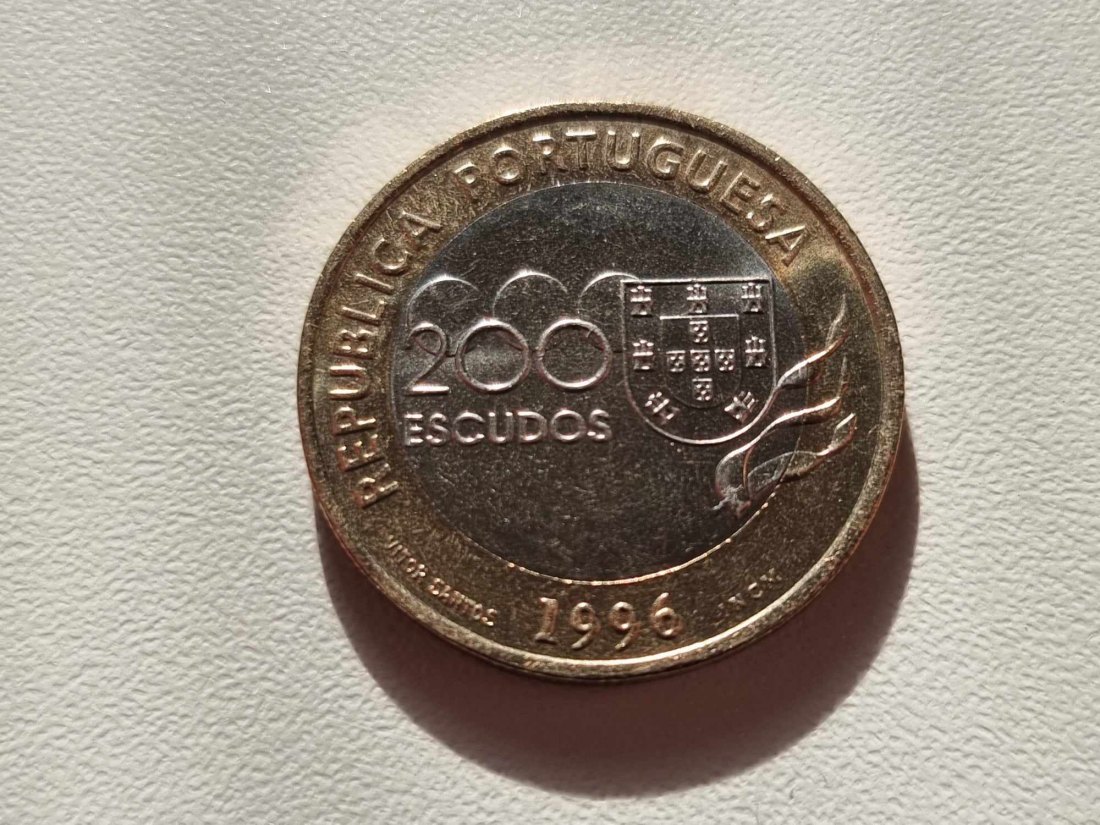 REPUBLICA PORTUGUESA
200
ESCUDOS
VITOR SANTOS
1996
INCM